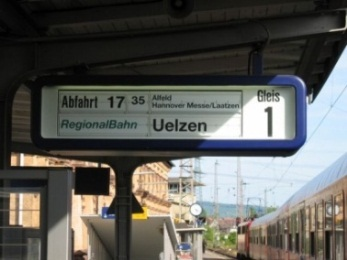 Abfahrt 17 35 Alfeld
Hannover Messe/Laatzen
Gleis
1
RegionalBahn Uelzen